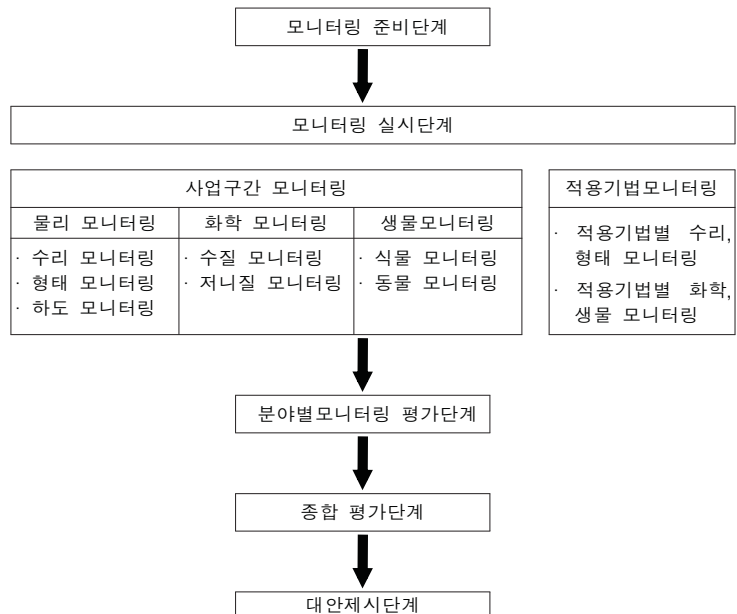 모니터링 준비단계
모니터링 실시단계
사업구간 모니터링
물리 모니터링
· 수리 모니터링
· 형태 모니터링
· 하도 모니터링
화학 모니터링
· 수질 모니터링
· 저니질 모니터링
생물모니터링
· 식물 모니터링
· 동물 모니터링
적용기법모니터링
· 적용기법별 수리,
형태 모니터링
· 적용기법별 화학,
생물 모니터링
분야별모니터링 평가단계
종합 평가단계
대안제시단계